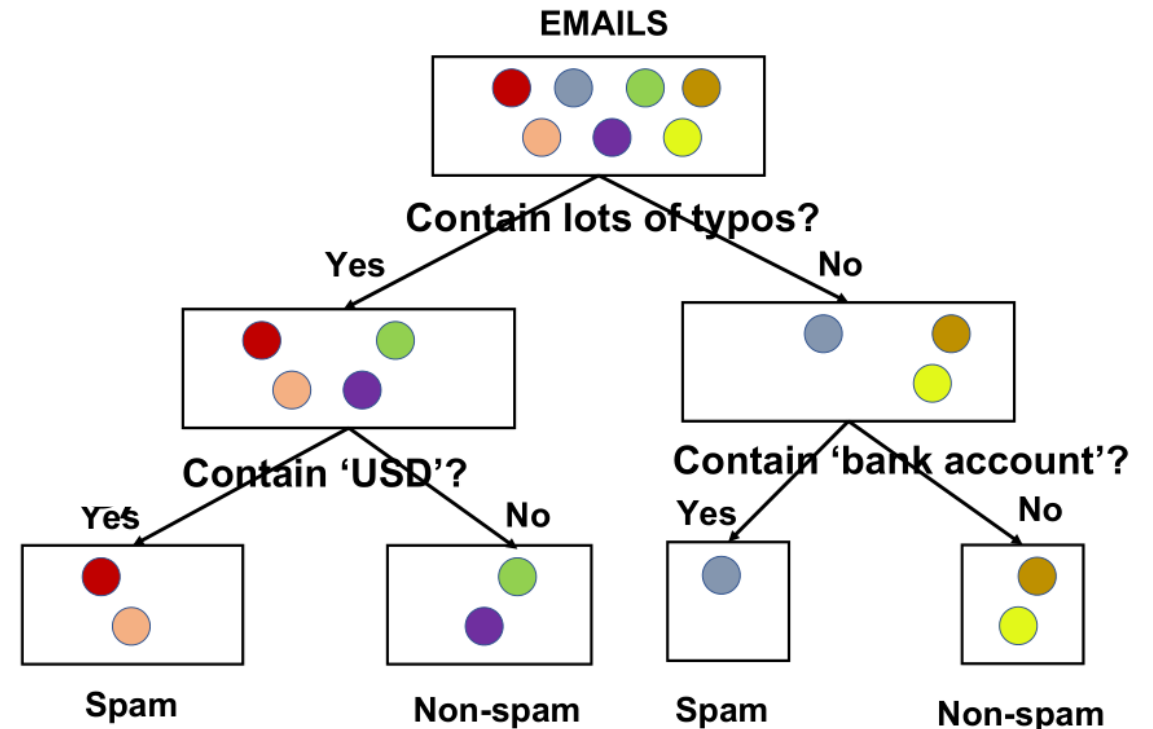 EMAILS
Contain lots of typos?
Yes
No
Contain ‘USD’?
Contain ‘bank account’?
Yes
No
Yes
No
Spam
Non-spam
Spam
Non-spam